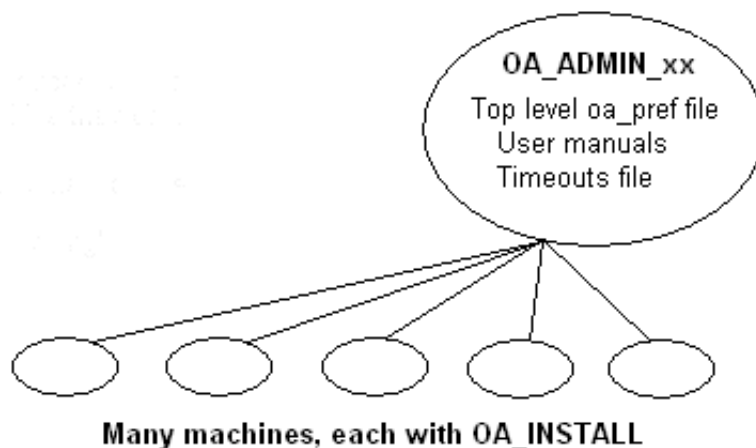 OA_ADMIN_xx
Top level oa_pref file
User manuals
Timeouts file
Many machines, each with OA_INSTALL